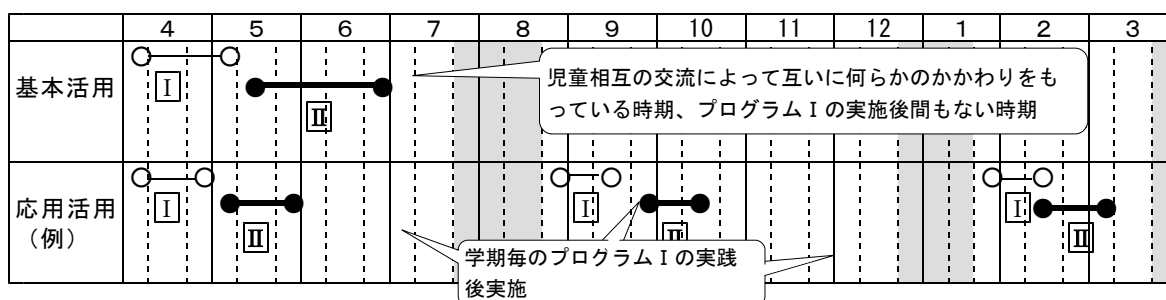 4 5 6 7 8 9 10 11 12 1 2 3
基本活用
Ⅰ
Ⅱ
児童相互の交流によって互いに何らかのかかわりをも
っている時期、プログラムⅠの実施後間もない時期
応用活用
（例）
Ⅰ Ⅱ Ⅰ Ⅱ Ⅰ Ⅱ
学期毎のプログラムⅠの実践
後実施